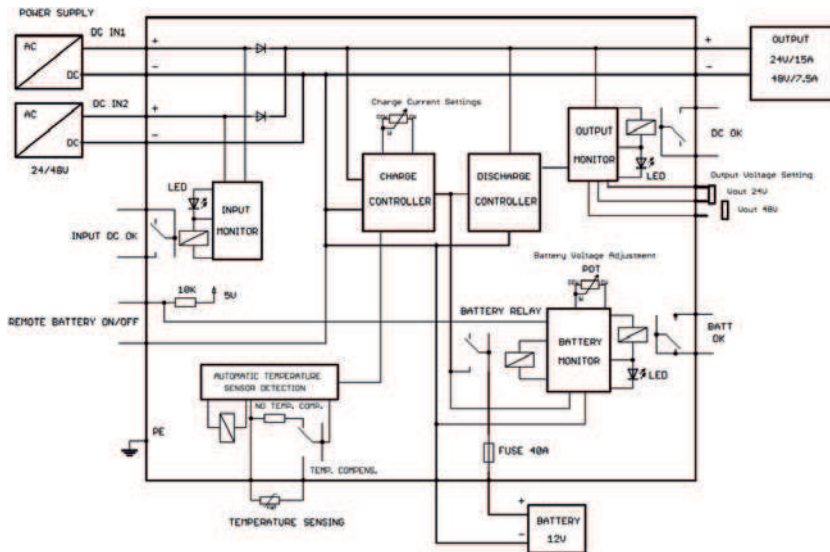 POWER SUPPLY
AC
DC
DC IN1
+
-
AC
DC
DC IN2
+
-
24/48V
+
-
OUTPUT
24V/15A
48V/7.5A
Charge Current Settings
W
CHARGE
CONTROLLER
DISCHARGE
CONTROLLER
OUTPUT
MONITOR
LED
DC OK
Output Voltage Setting
Vout 24V
Vout 48V
LED
INPUT
MONITOR
INPUT DC OK
10K
5V
REMOTE BATTERY ON/OFF
Battery Voltage Adjustment
POT
W
BATTERY RELAY
BATTERY
MONITOR
LED
BATT
OK
AUTOMATIC TEMPERATURE
SENSOR DETECTION
NO TEMP. COMP.
TEMP. COMPENS.
PE
FUSE 40A
TEMPERATURE SENSING
+
-
BATTERY
12V